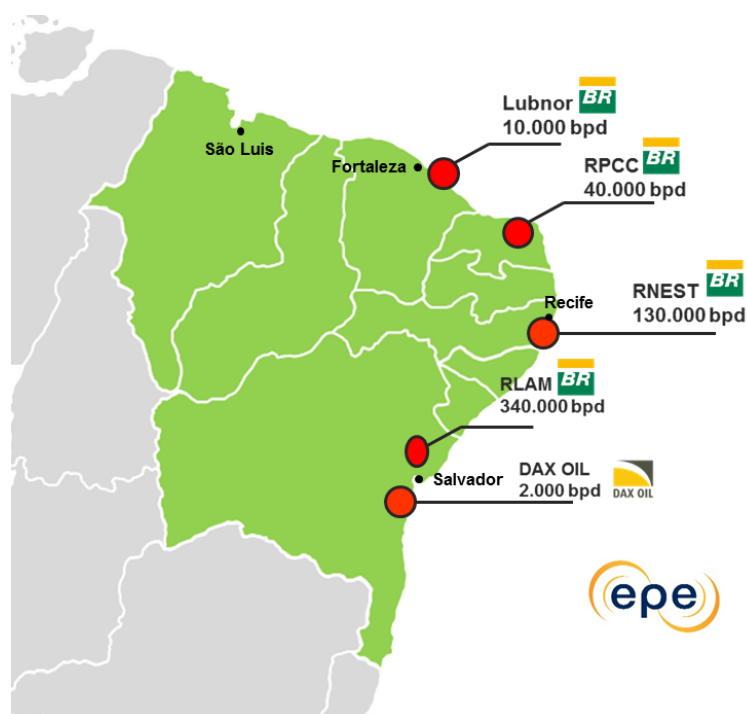 Lubnor BR
10.000 bpd
São Luis
Fortaleza
RPCC BR
40.000 bpd
RNEST BR
130.000 bpd
Recife
RLAM BR
340.000 bpd
Salvador
DAX OIL
2.000 bpd
DAX OIL
epe